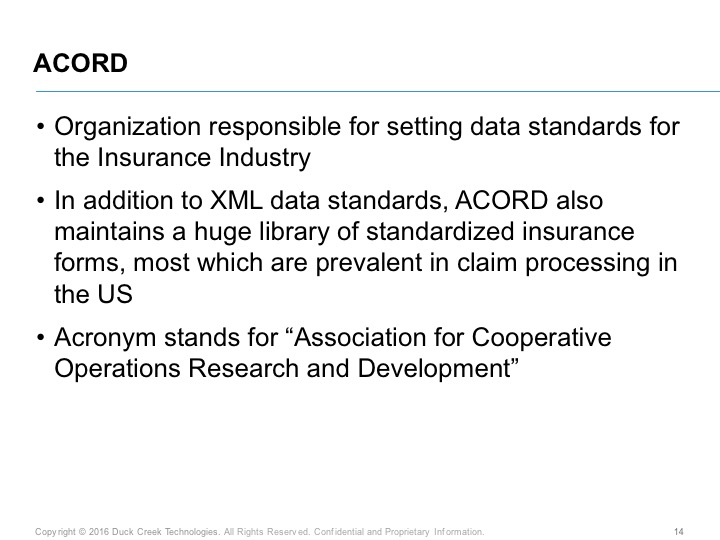 ACORD
• Organization responsible for setting data standards for
the Insurance Industry
• In addition to XML data standards, ACORD also
maintains a huge library of standardized insurance
forms, most which are prevalent in claim processing in
the US
• Acronym stands for “Association for Cooperative
Operations Research and Development”
Copyright © 2016 Duck Creek Technologies. All Rights Reserved. Confidential and Proprietary Information.
14